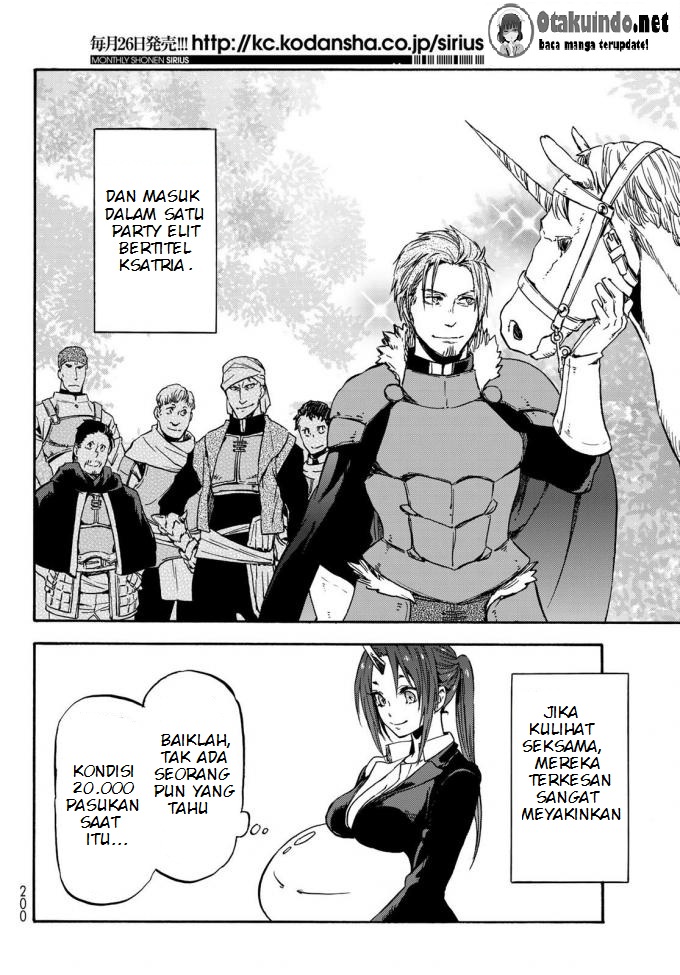 毎月26日発売!!! http://kc.kodansha.co.jp/sirius
MONTHLY SHONEN SIRIUS
Otakuindo.net
baca manga terupdate!
DAN MASUK
DALAM SATU
PARTY ELIT
BERTITEL
KSATRIA .
JIKA
KULIHAT
SEKSAMA,
MEREKA
TERKESAN
SANGAT
MEYAKINKAN
BAIKLAH,
TAK ADA
SEORANG
PUN YANG
TAHU
KONDISI
20.000
PASUKAN
SAAT
ITU...
200